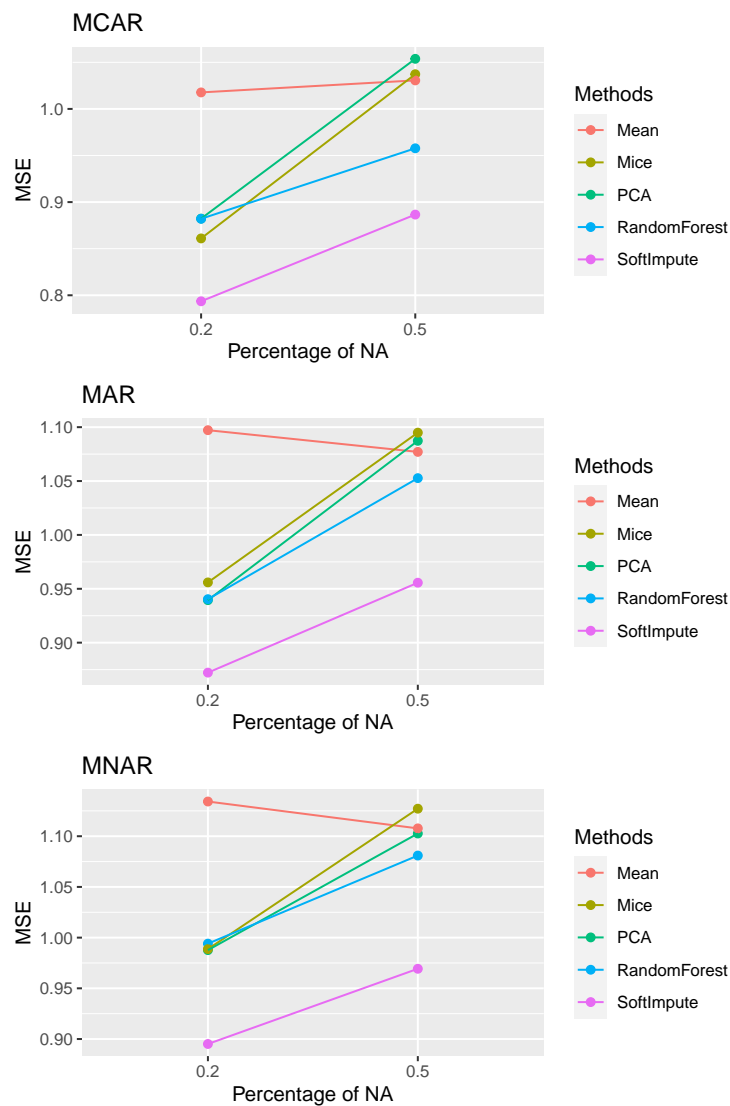 MCAR
MSE
1.0
0.9
0.8
0.2
0.5
Percentage of NA
Methods
Mean
Mice
PCA
RandomForest
SoftImpute
MAR
MSE
1.10
1.05
1.00
0.95
0.90
0.2
0.5
Percentage of NA
Methods
Mean
Mice
PCA
RandomForest
SoftImpute
MNAR
MSE
1.10
1.05
1.00
0.95
0.90
0.2
0.5
Percentage of NA
Methods
Mean
Mice
PCA
RandomForest
SoftImpute